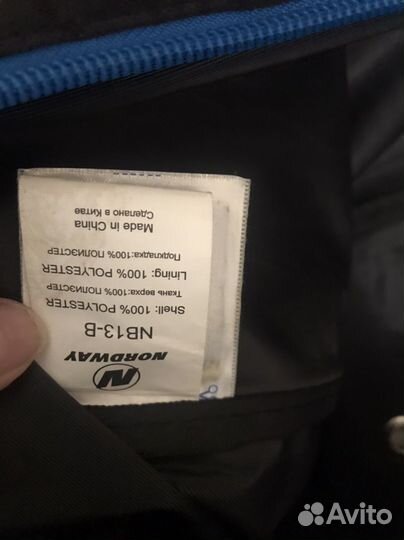 NORDWAY
NB13-B
Shell: 100% POLYESTER
Ткань верха:100% ПОЛИЭСТЕР
Lining: 100% POLYESTER
Подкладка:100% ПОЛИЭСТЕР
Made in China
Сделано в Китае
Avito